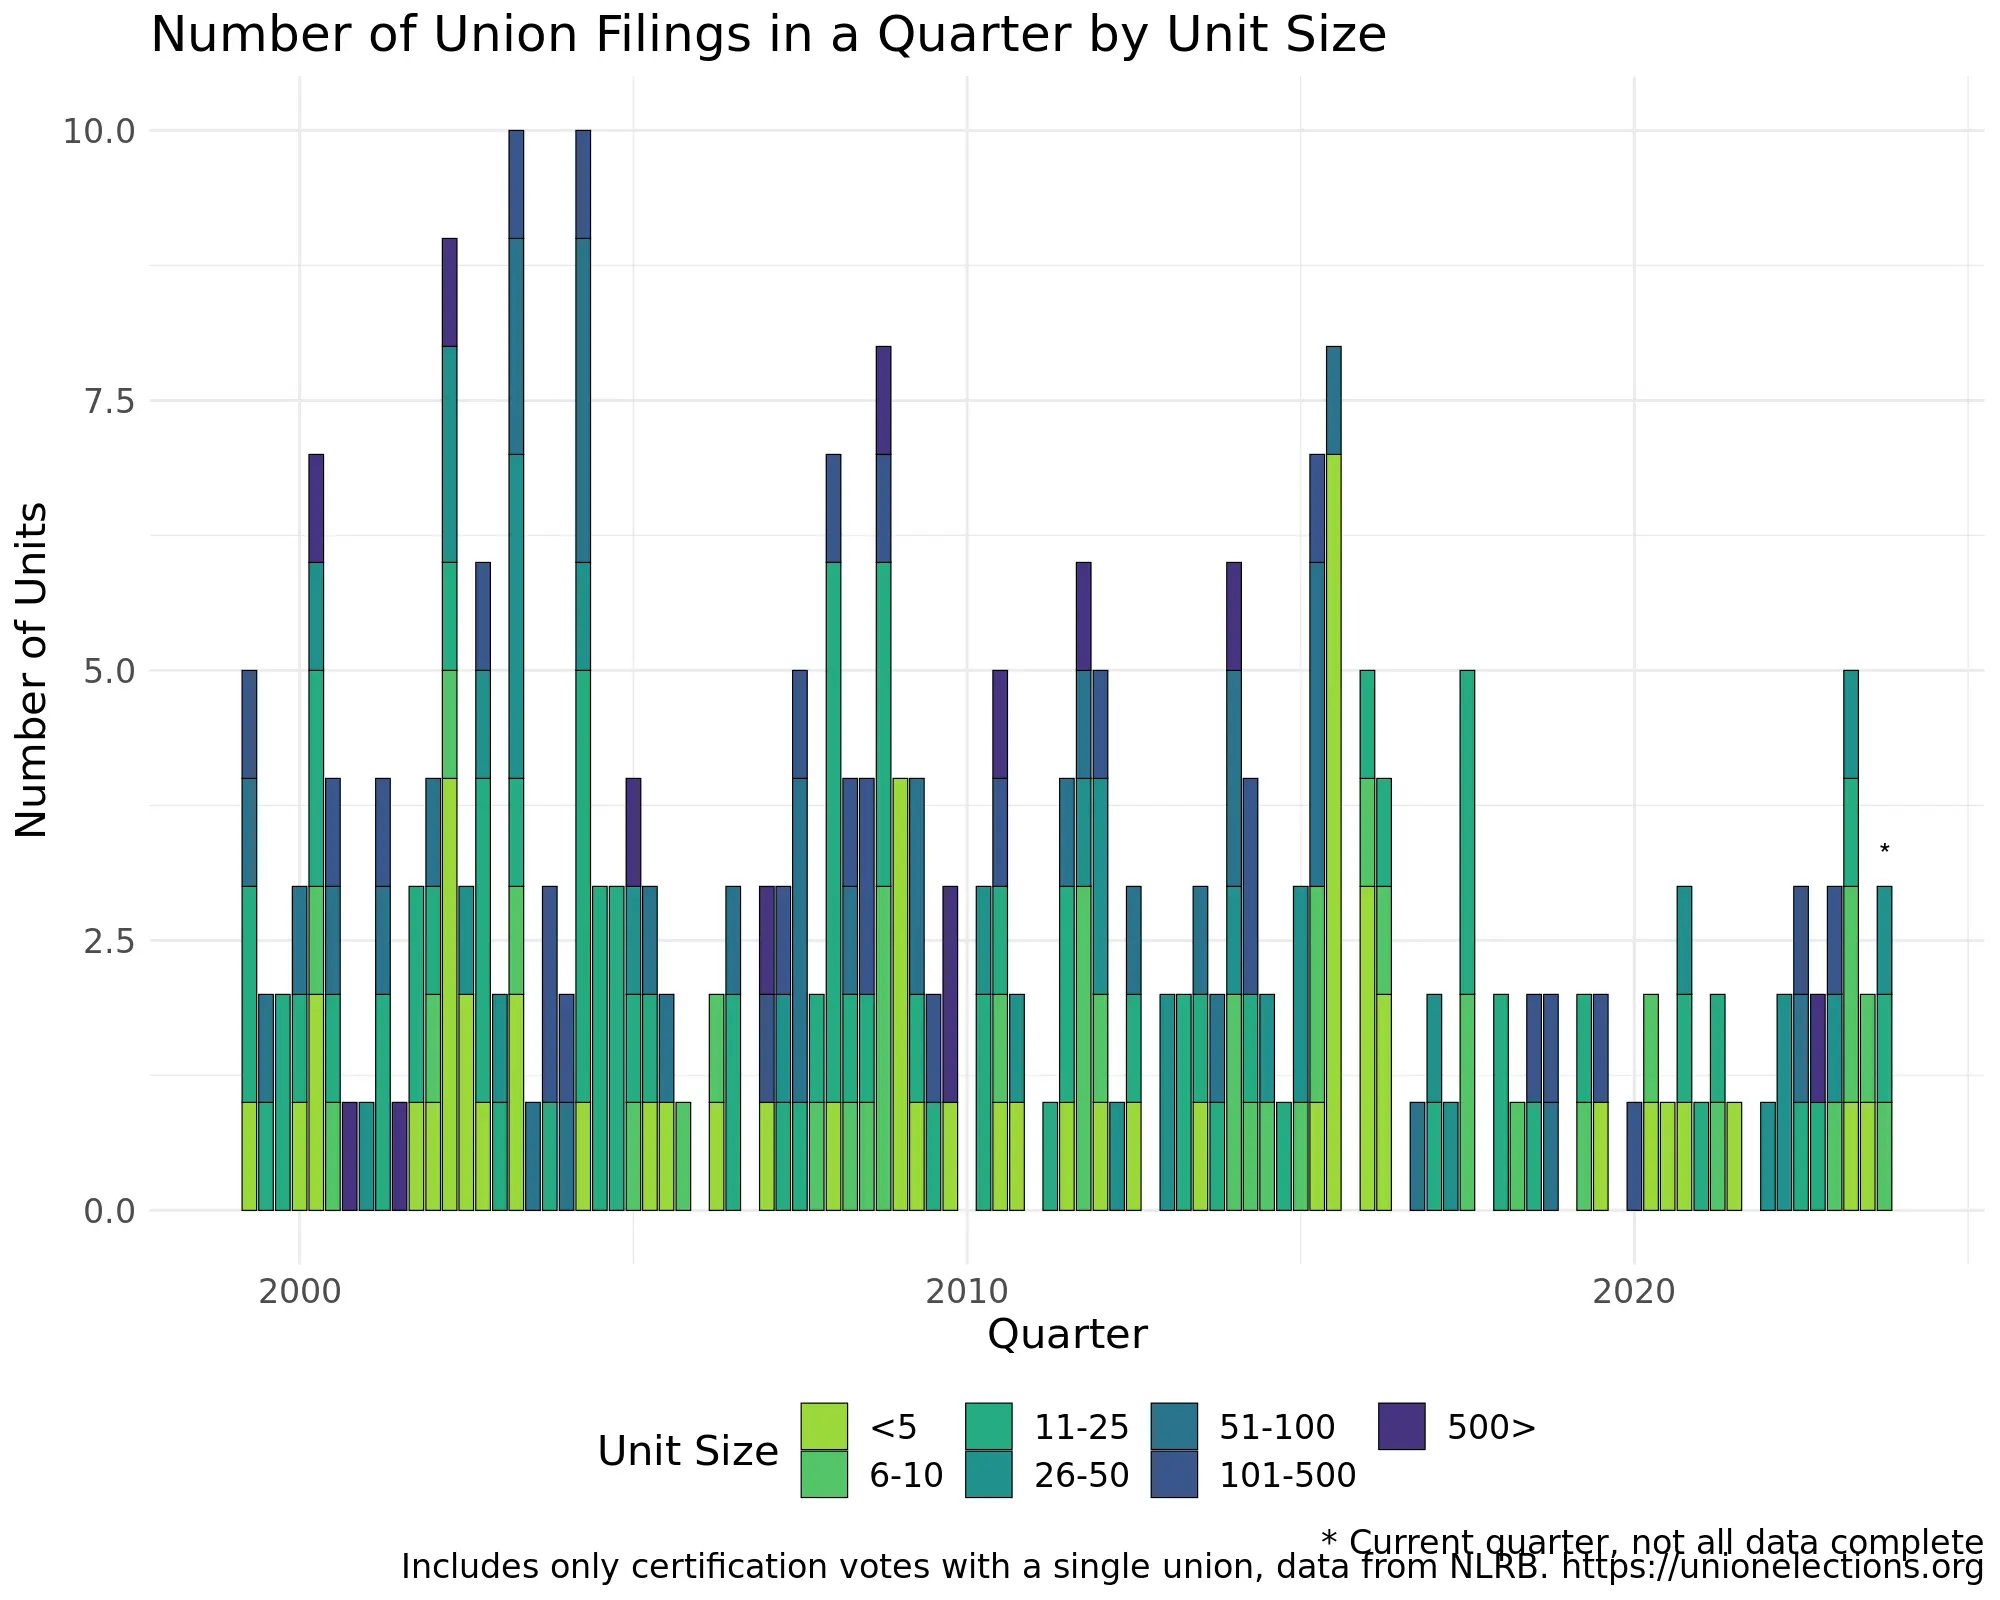 Number of Union Filings in a Quarter by Unit Size
Number of Units
10.0
7.5
5.0
2.5
0.0
*
2000 2010 2020
Quarter
Unit Size
<5 11-25 51-100 500>
6-10 26-50 101-500
* Current quarter, not all data complete
Includes only certification votes with a single union, data from NLRB. https://unionelections.org